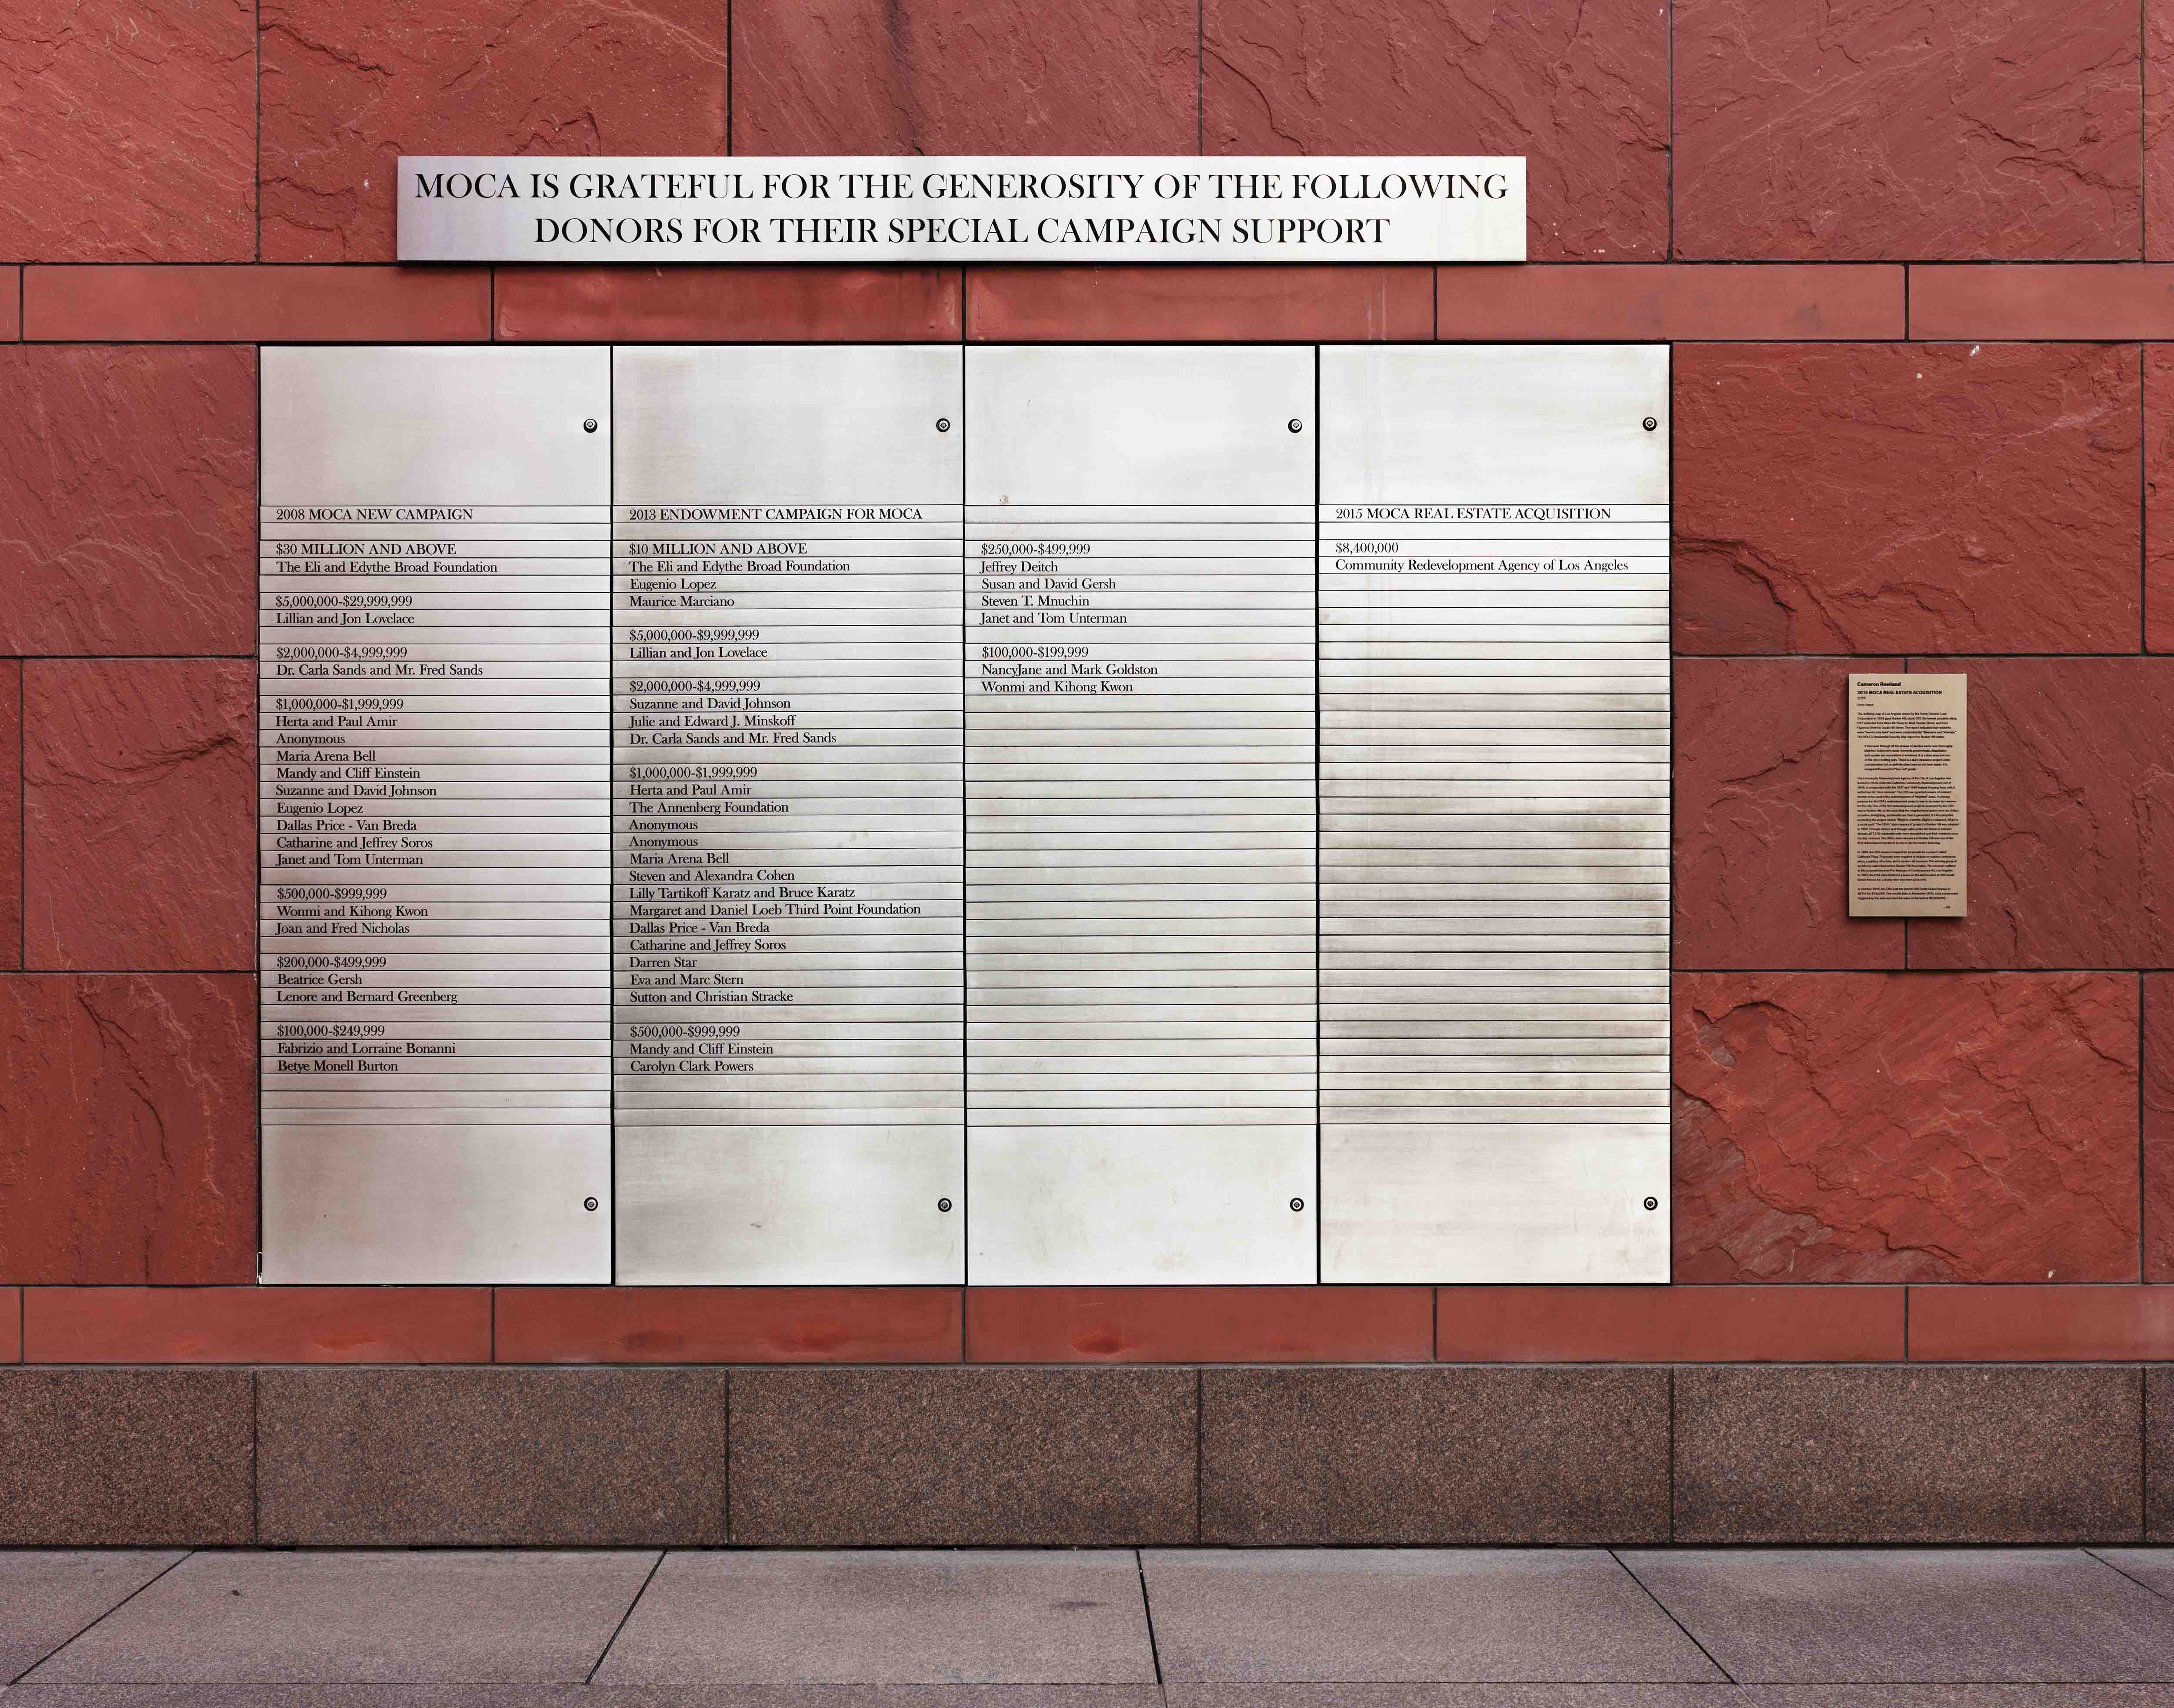 MOCA IS GRATEFUL FOR THE GENEROSITY OF THE FOLLOWING
DONORS FOR THEIR SPECIAL CAMPAIGN SUPPORT
2008 MOCA NEW CAMPAIGN
$30 MILLION AND ABOVE
The Eli and Edythe Broad Foundation
$5,000,000-$29,999,999
Lillian and Jon Lovelace
$2,000,000-$4,999,999
Dr. Carla Sands and Mr. Fred Sands
$1,000,000-$1,999,999
Herta and Paul Amir
Anonymous
Maria Arena Bell
Mandy and Cliff Einstein
Suzanne and David Johnson
Eugenio Lopez
Dallas Price - Van Breda
Catharine and Jeffrey Soros
Janet and Tom Unterman
$500,000-$999,999
Wonmi and Kihong Kwon
Joan and Fred Nicholas
$200,000-$499,999
Beatrice Gersh
Lenore and Bernard Greenberg
$100,000-$249,999
Fabrizio and Lorraine Bonanni
Betye Monell Burton
2013 ENDOWMENT CAMPAIGN FOR MOCA
$10 MILLION AND ABOVE
The Eli and Edythe Broad Foundation
Eugenio Lopez
Maurice Marciano
$5,000,000-$9,999,999
Lillian and Jon Lovelace
$2,000,000-$4,999,999
Suzanne and David Johnson
Julie and Edward J. Minskoff
Dr. Carla Sands and Mr. Fred Sands
$1,000,000-$1,999,999
Herta and Paul Amir
The Annenberg Foundation
Anonymous
Anonymous
Maria Arena Bell
Steven and Alexandra Cohen
Lilly Tartikoff Karatz and Bruce Karatz
Margaret and Daniel Loeb Third Point Foundation
Dallas Price - Van Breda
Catharine and Jeffrey Soros
Darren Star
Eva and Marc Stern
Sutton and Christian Stracke
$500,000-$999,999
Mandy and Cliff Einstein
Carolyn Clark Powers
$250,000-$499,999
Jeffrey Deitch
Susan and David Gersh
Steven T. Mnuchin
Janet and Tom Unterman
$100,000-$199,999
NancyJane and Mark Goldston
Wonmi and Kihong Kwon
2015 MOCA REAL ESTATE ACQUISITION
$8,400,000
Community Redevelopment Agency of Los Angeles
Cameron Rowland
2015 MOCA REAL ESTATE ACQUISITION